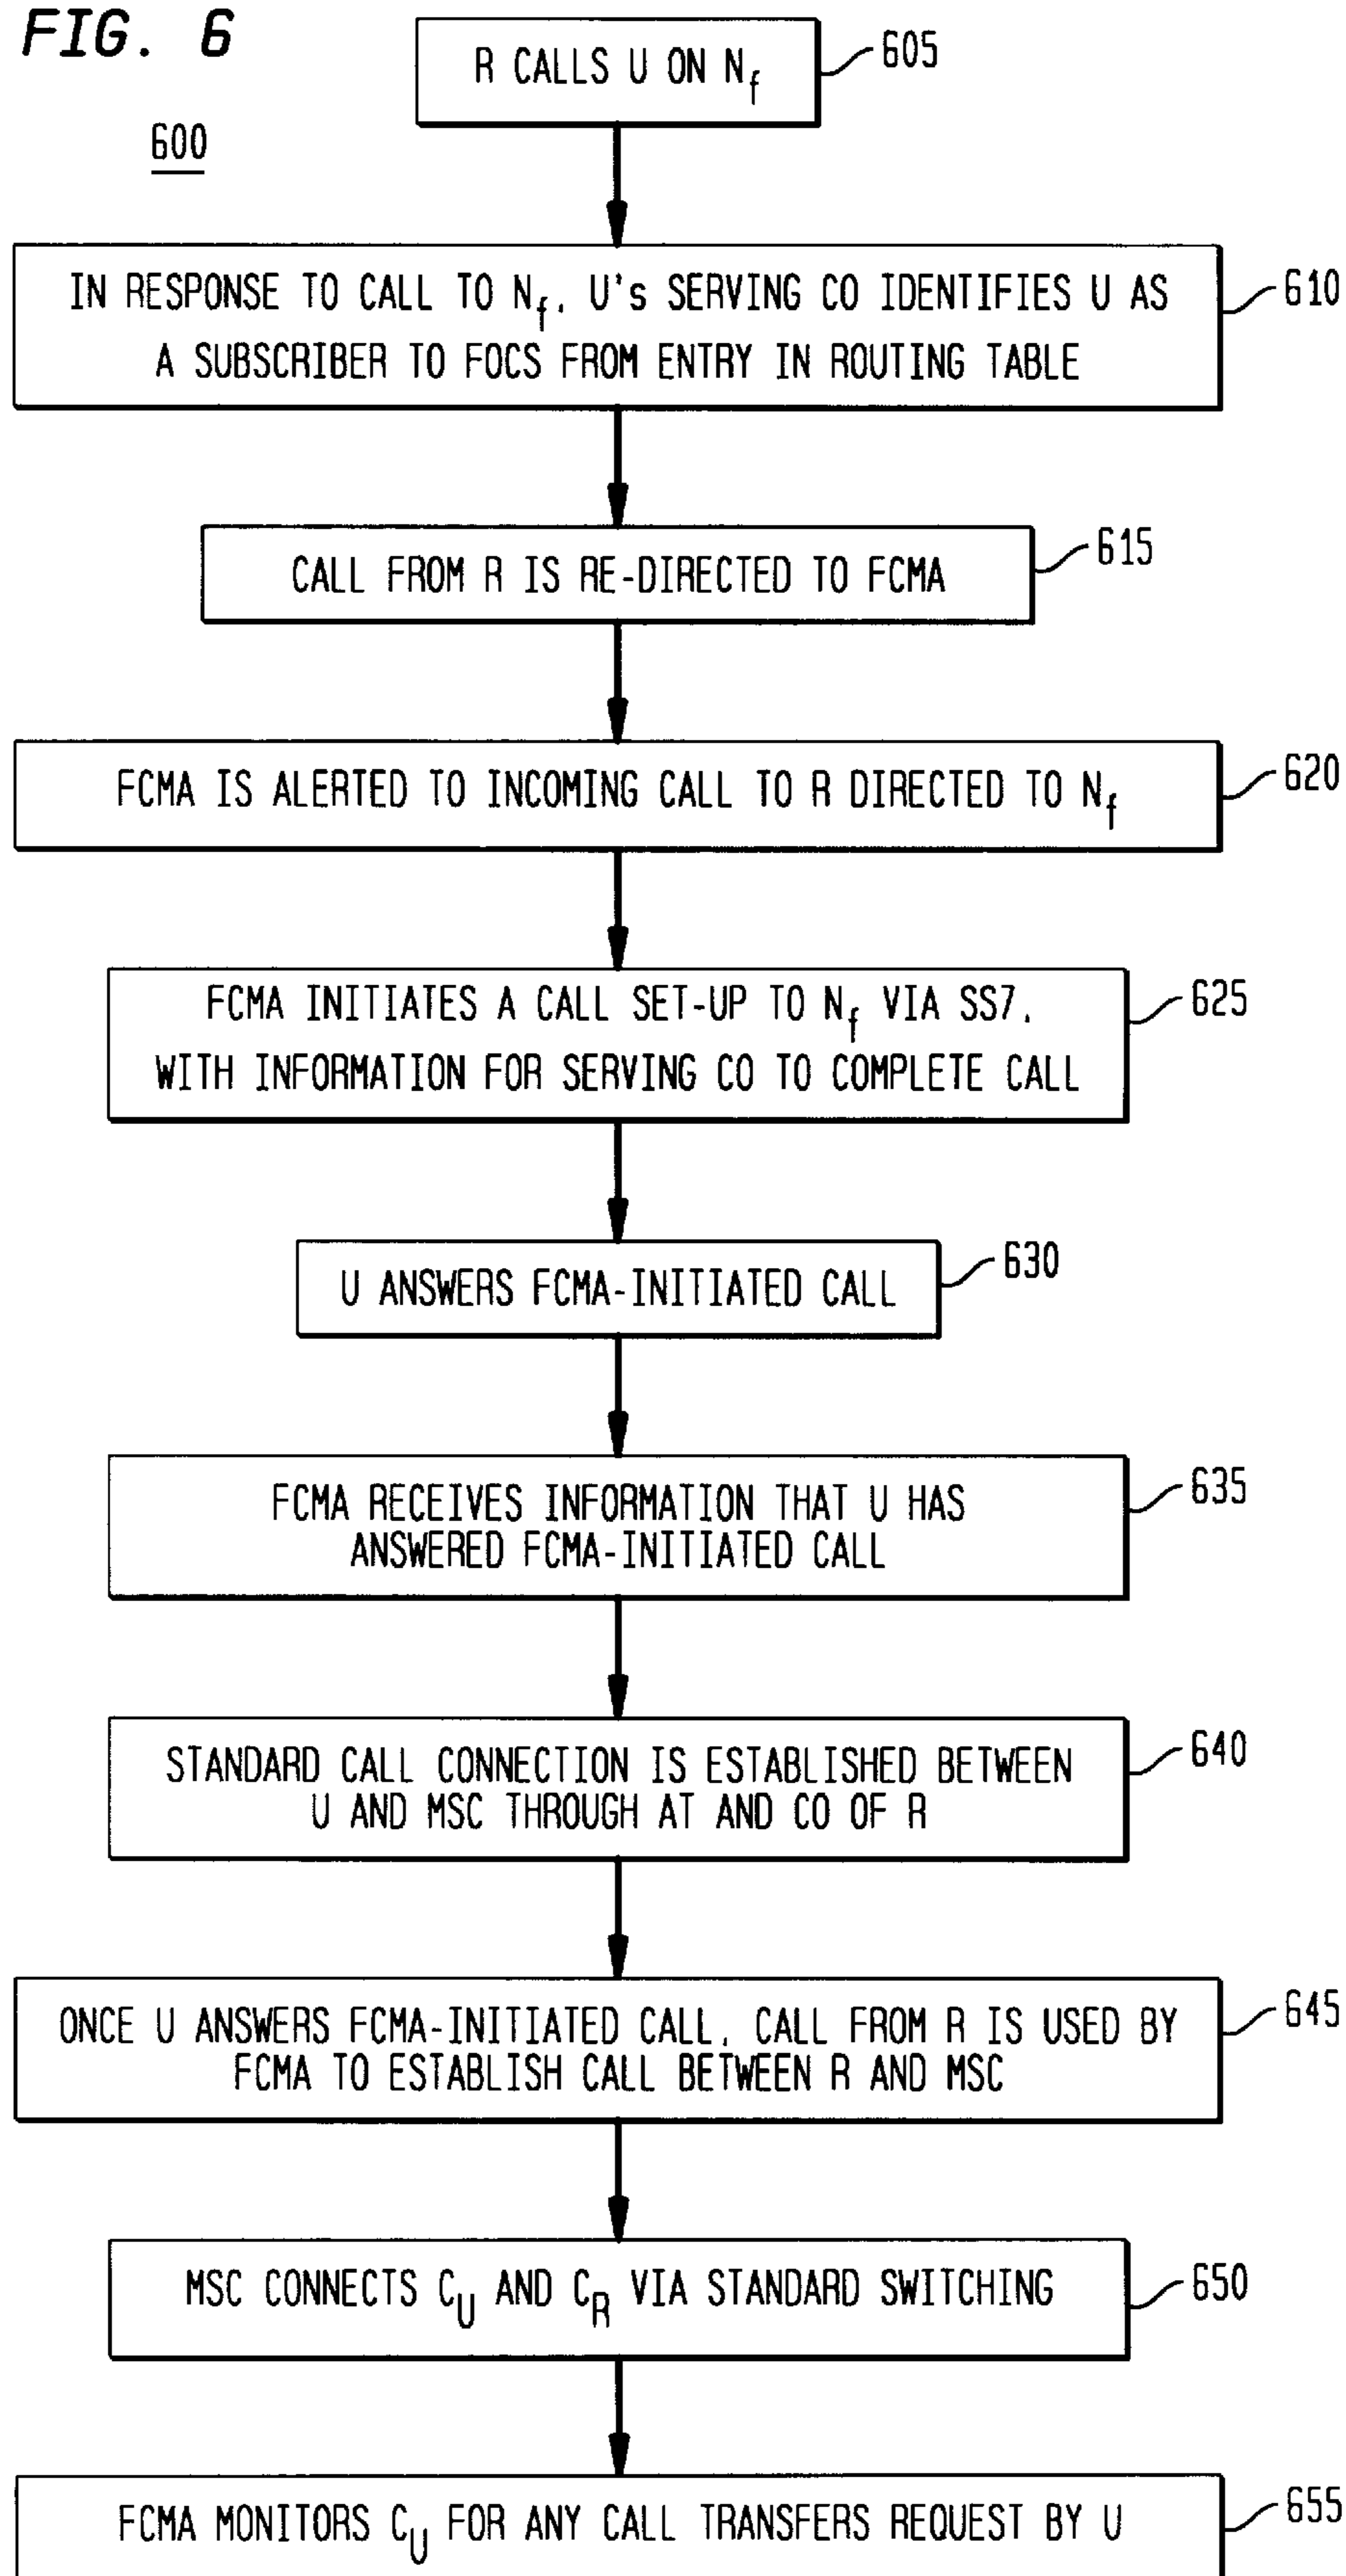 FIG. 6
600
R CALLS U ON Nf
605
IN RESPONSE TO CALL TO Nf, U's SERVING CO IDENTIFIES U AS
A SUBSCRIBER TO FOCS FROM ENTRY IN ROUTING TABLE
610
CALL FROM R IS RE-DIRECTED TO FCMA
615
FCMA IS ALERTED TO INCOMING CALL TO R DIRECTED TO Nf
620
FCMA INITIATES A CALL SET-UP TO Nf VIA SS7,
WITH INFORMATION FOR SERVING CO TO COMPLETE CALL
625
U ANSWERS FCMA-INITIATED CALL
630
FCMA RECEIVES INFORMATION THAT U HAS
ANSWERED FCMA-INITIATED CALL
635
STANDARD CALL CONNECTION IS ESTABLISHED BETWEEN
U AND MSC THROUGH AT AND CO OF R
640
ONCE U ANSWERS FCMA-INITIATED CALL, CALL FROM R IS USED BY
FCMA TO ESTABLISH CALL BETWEEN R AND MSC
645
MSC CONNECTS CU AND CR VIA STANDARD SWITCHING
650
FCMA MONITORS CU FOR ANY CALL TRANSFERS REQUEST BY U
655